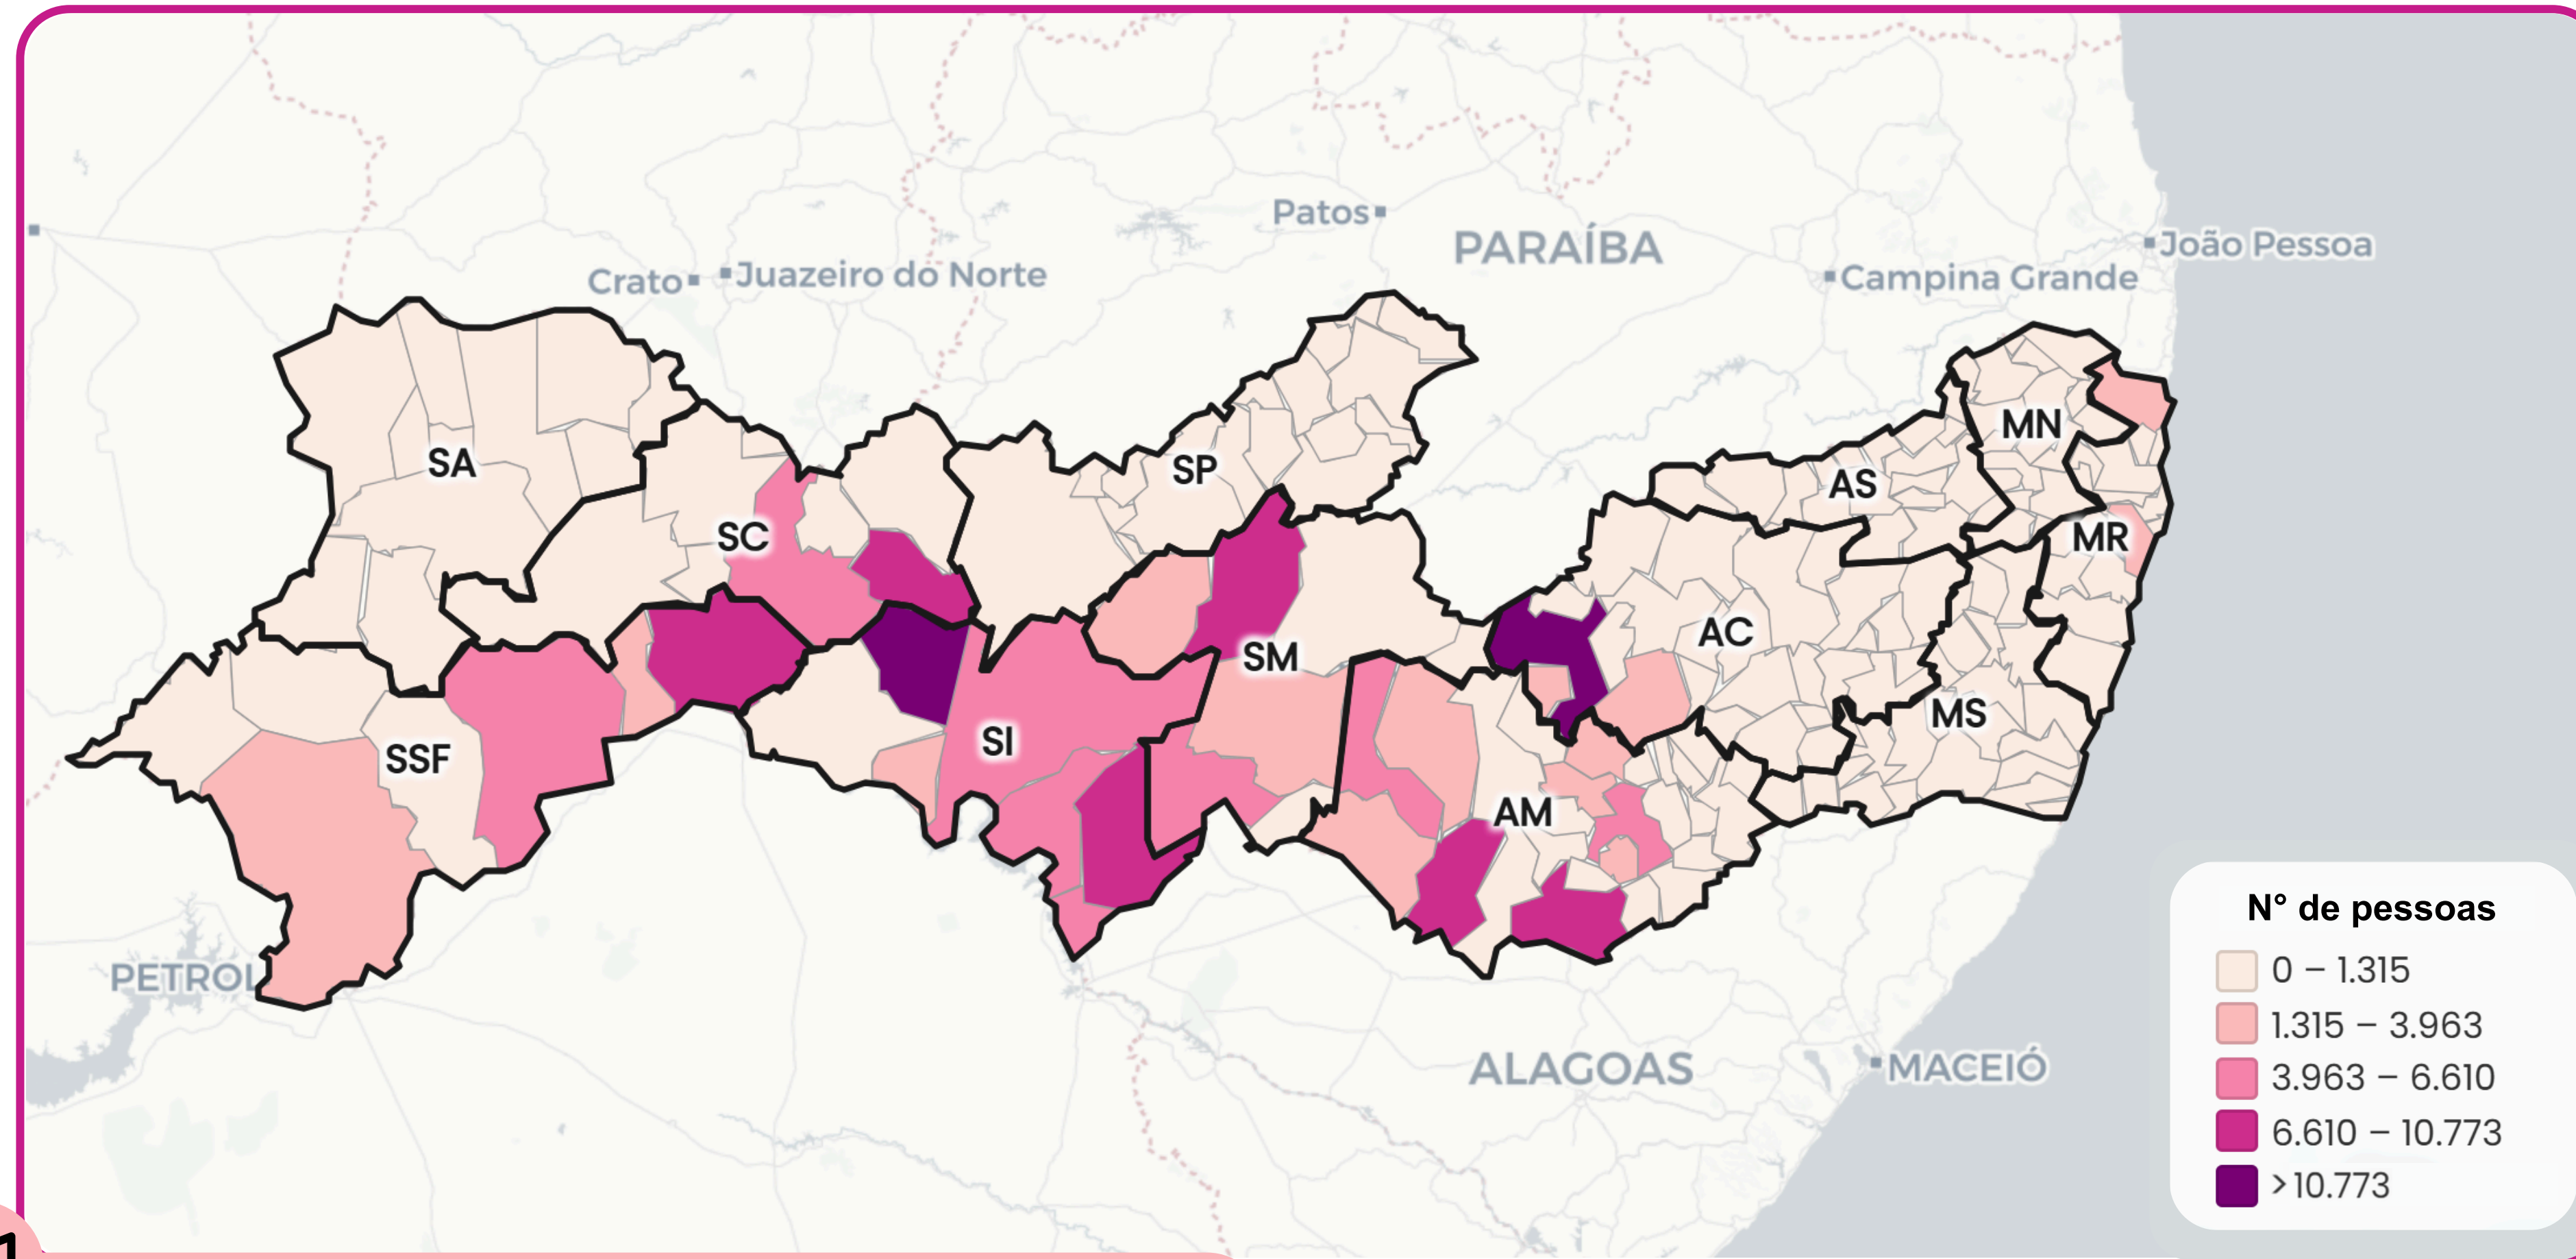 Patos
PARAÍBA
João Pessoa
Crato
Juazeiro do Norte
Campina Grande
SA
SP
MN
AS
SC
MR
AC
SM
MS
SI
SSF
AM
PETROL
ALAGOAS
MACEIÓ
N° de pessoas
0 – 1.315
1.315 – 3.963
3.963 – 6.610
6.610 – 10.773
>10.773
1